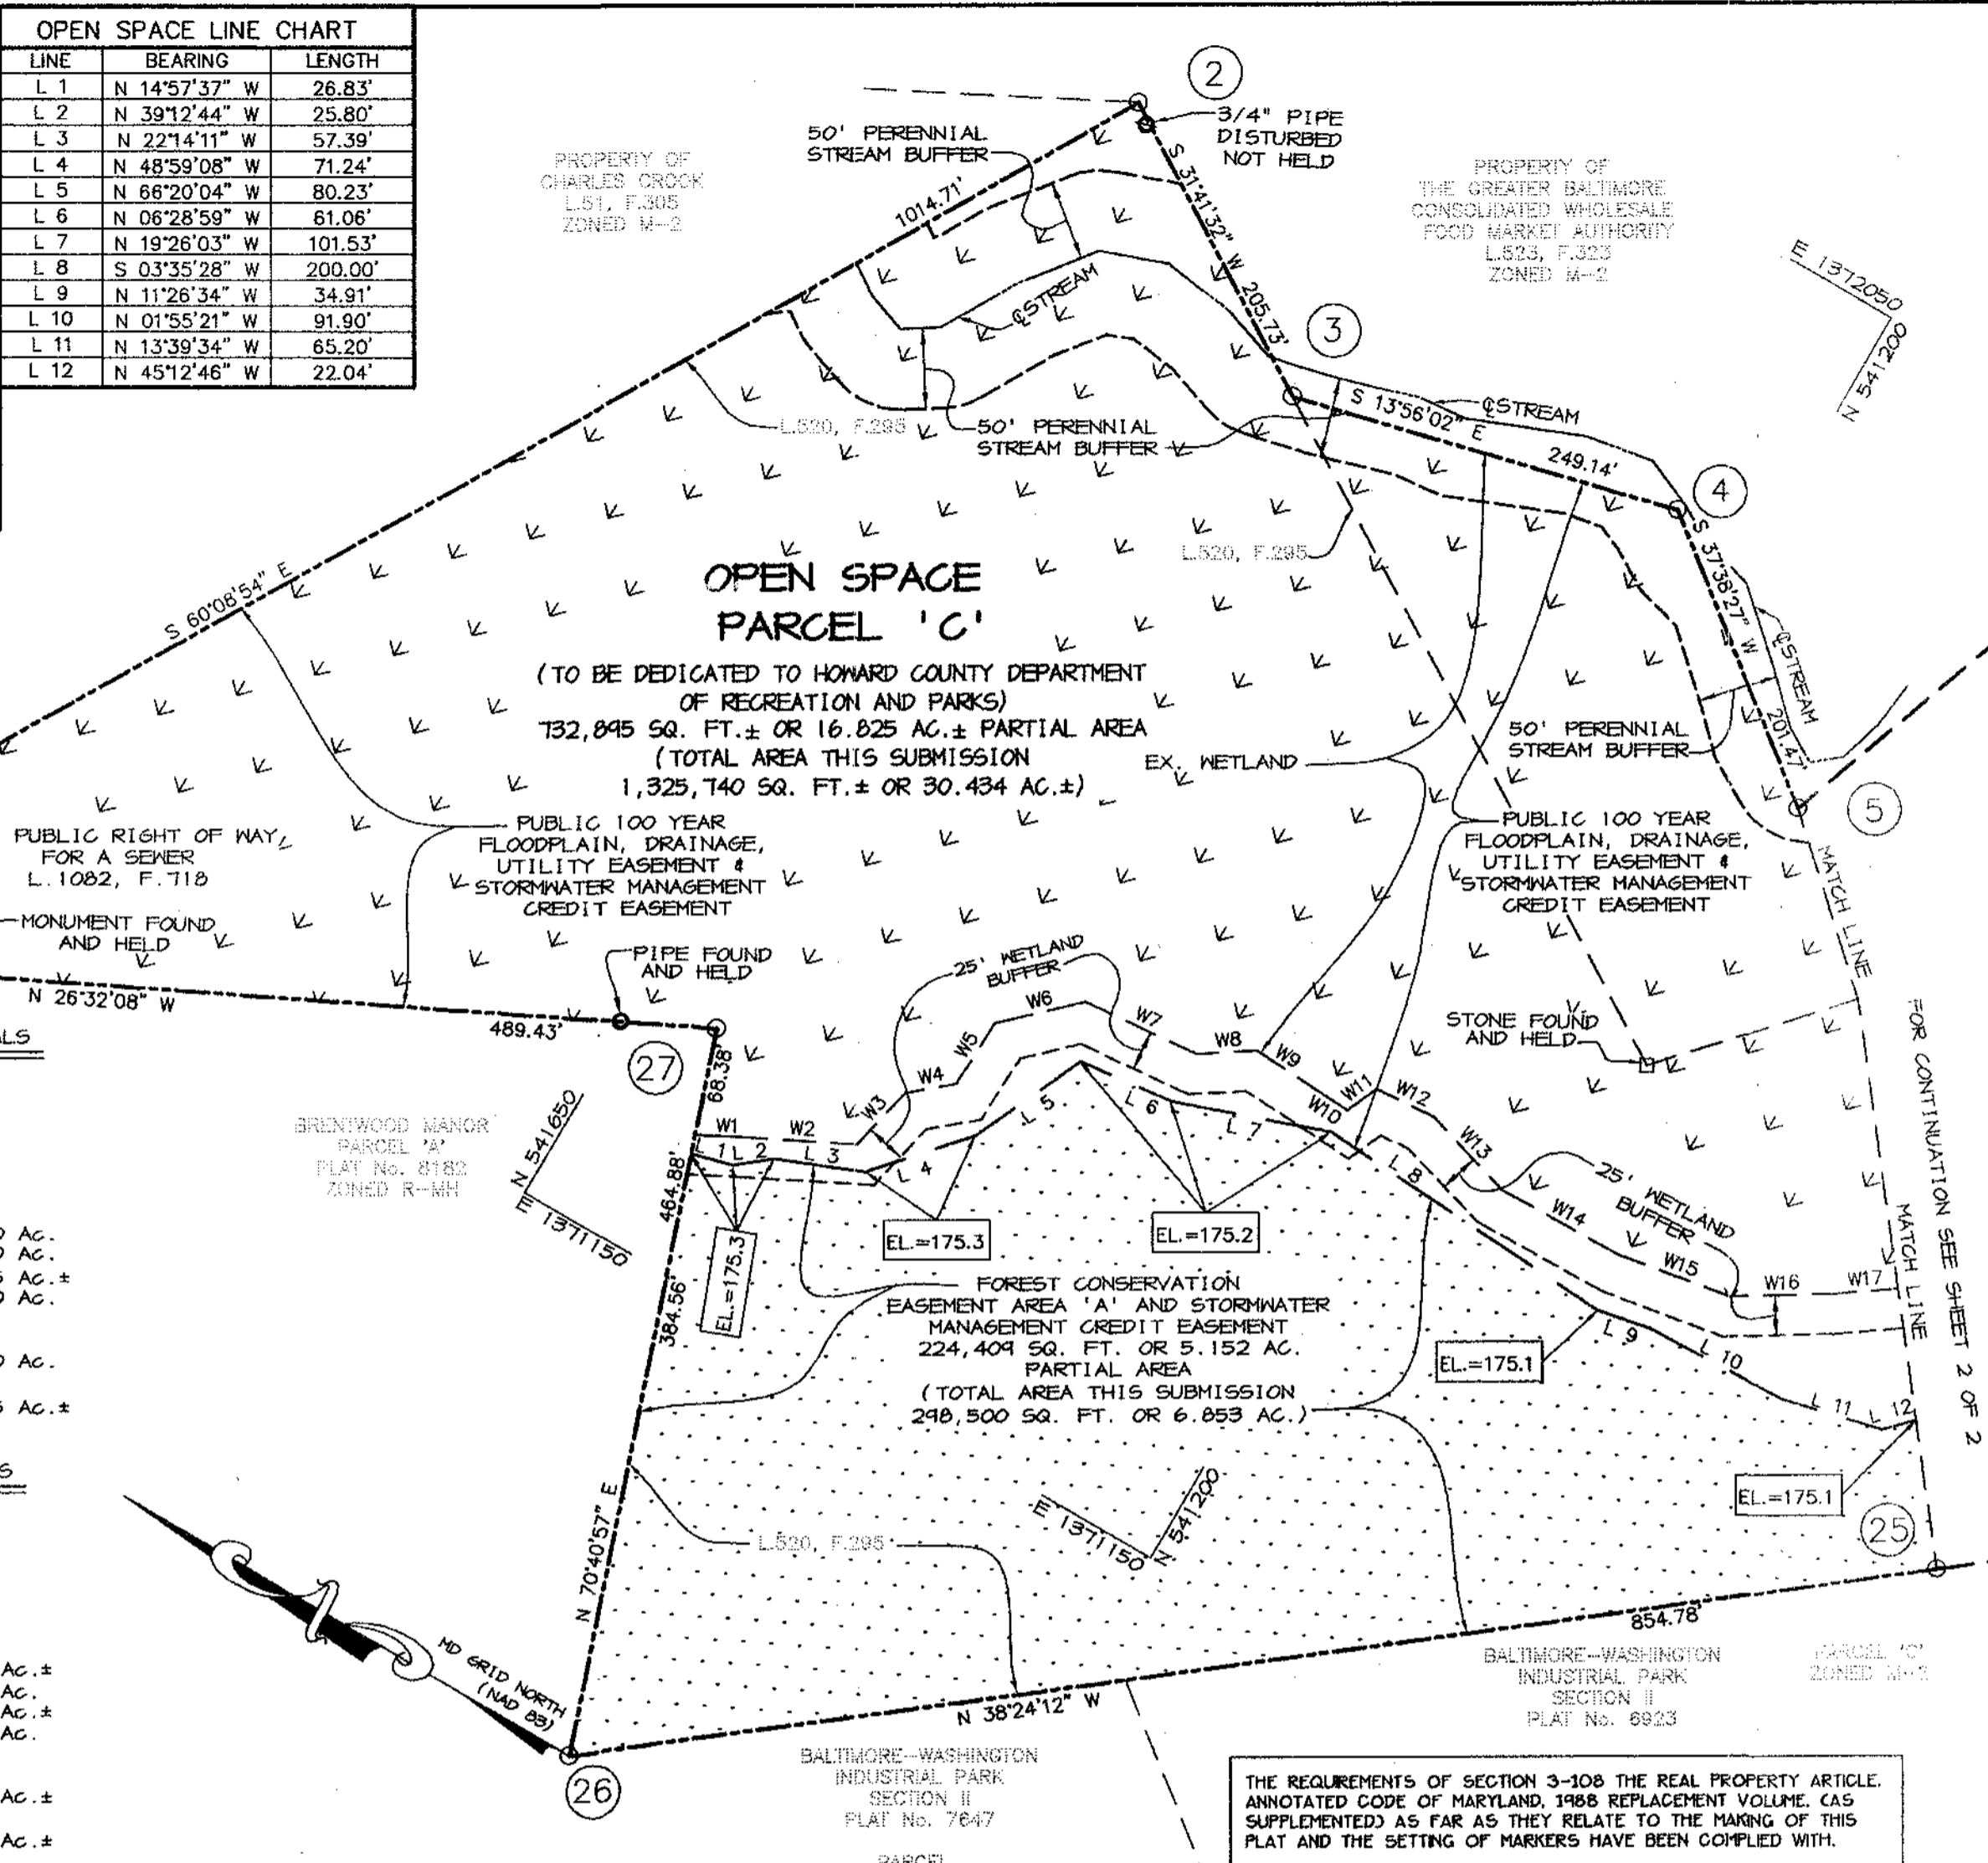 OPEN SPACE LINE CHART
LINE BEARING LENGTH
L 1 N 14°57'37" W 26.83'
L 2 N 39°12'44" W 25.80'
L 3 N 22°14'11" W 57.39'
L 4 N 48°59'08" W 71.24'
L 5 N 66°20'04" W 80.23'
L 6 N 06°28'59" W 61.06'
L 7 N 19°26'03" W 101.53'
L 8 S 03°35'28" W 200.00'
L 9 N 11°26'34" W 34.91'
L 10 N 01°55'21" W 91.90'
L 11 N 13°39'34" W 65.20'
L 12 N 45°12'46" W 22.04'
2
3/4" PIPE
DISTURBED
NOT HELD
50' PERENNIAL
STREAM BUFFER
PROPERTY OF
CHARLES CROCK
L.51, F.305
ZONED M-2
PROPERTY OF
THE GREATER BALTIMORE
CONSOLIDATED WHOLESALE
FOOD MARKET AUTHORITY
L.523, F.323
ZONED M-2
1014.71'
S 31°41'32" W 205.73'
E 1372050
N 541200
℄STREAM
3
L.520, F.295
50' PERENNIAL
STREAM BUFFER
S 13°56'02" E
℄STREAM
249.14'
4
L.520, F.295
S 60°08'54" E
OPEN SPACE
PARCEL 'C'
(TO BE DEDICATED TO HOWARD COUNTY DEPARTMENT
OF RECREATION AND PARKS)
732,895 SQ. FT.± OR 16.825 AC.± PARTIAL AREA
(TOTAL AREA THIS SUBMISSION
1,325,740 SQ. FT.± OR 30.434 AC.±)
S 37°38'27" W
201.47'
℄STREAM
50' PERENNIAL
STREAM BUFFER
EX. WETLAND
5
PUBLIC RIGHT OF WAY
FOR A SEWER
L. 1082, F.718
PUBLIC 100 YEAR
FLOODPLAIN, DRAINAGE,
UTILITY EASEMENT &
STORMWATER MANAGEMENT
CREDIT EASEMENT
PUBLIC 100 YEAR
FLOODPLAIN, DRAINAGE,
UTILITY EASEMENT &
STORMWATER MANAGEMENT
CREDIT EASEMENT
MATCH LINE
MONUMENT FOUND
AND HELD
PIPE FOUND
AND HELD
25' WETLAND
BUFFER
N 26°32'08" W
489.43'
27
68.38'
STONE FOUND
AND HELD
FOR CONTINUATION SEE SHEET 2 OF 2
ALS
BRENTWOOD MANOR
PARCEL 'A'
PLAT No. 8182
ZONED R-MH
N 541650
E 1371150
W1 W2 W3 W4 W5 W6 W7 W8 W9 W10 W11 W12 W13 W14 W15 W16 W17
L 1 L 2 L 3 L 4 L 5 L 6 L 7 L 8 L 9 L 10 L 11 L 12
25' WETLAND
BUFFER
MATCH LINE
464.88'
384.56'
EL.=175.3
EL.=175.3
EL.=175.2
EL.=175.1
EL.=175.1
FOREST CONSERVATION
EASEMENT AREA 'A' AND STORMWATER
MANAGEMENT CREDIT EASEMENT
224,409 SQ. FT. OR 5.152 AC.
PARTIAL AREA
(TOTAL AREA THIS SUBMISSION
298,500 SQ. FT. OR 6.853 AC.)
AC.
AC.
AC.±
AC.
AC.
AC.±
S
N 70°40'57" E
L.520, F.295
E 1371150
N 541200
25
MD GRID NORTH
(NAD 83)
26
N 38°24'12" W
854.78'
AC.±
AC.
AC.±
AC.
AC.±
AC.±
BALTIMORE-WASHINGTON
INDUSTRIAL PARK
SECTION II
PLAT No. 7647
PARCEL
BALTIMORE-WASHINGTON
INDUSTRIAL PARK
SECTION II
PLAT No. 6923
PARCEL 'C'
ZONED M-2
THE REQUIREMENTS OF SECTION 3-108 THE REAL PROPERTY ARTICLE,
ANNOTATED CODE OF MARYLAND, 1988 REPLACEMENT VOLUME, (AS
SUPPLEMENTED) AS FAR AS THEY RELATE TO THE MAKING OF THIS
PLAT AND THE SETTING OF MARKERS HAVE BEEN COMPLIED WITH.